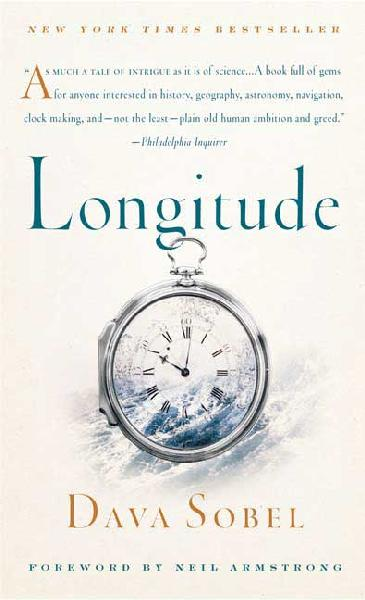 NEW YORK TIMES BESTSELLER
"AS MUCH A TALE OF INTRIGUE as it is of science...A book full of gems
for anyone interested in history, geography, astronomy, navigation,
clock making, and—not the least—plain old human ambition and greed."
—Philadelphia Inquirer
Longitude
DAVA SOBEL
FOREWORD BY NEIL ARMSTRONG